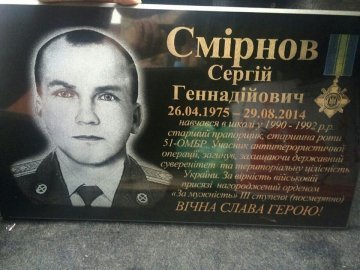 Смірнов
Сергій
Геннадійович
26.04.1975 – 29.08.2014
навчався в школі у 1990 - 1992 р.р.
старший прапорщик, старшина роти
51-ОМБР. Учасник антитерористичної
операції, загинув, захищаючи державний
суверенітет та територіальну цілісність
України. За вірність військовій
присязі нагороджений орденом
«За мужність» ІІІ ступеня (посмертно)
ВІЧНА СЛАВА ГЕРОЮ!